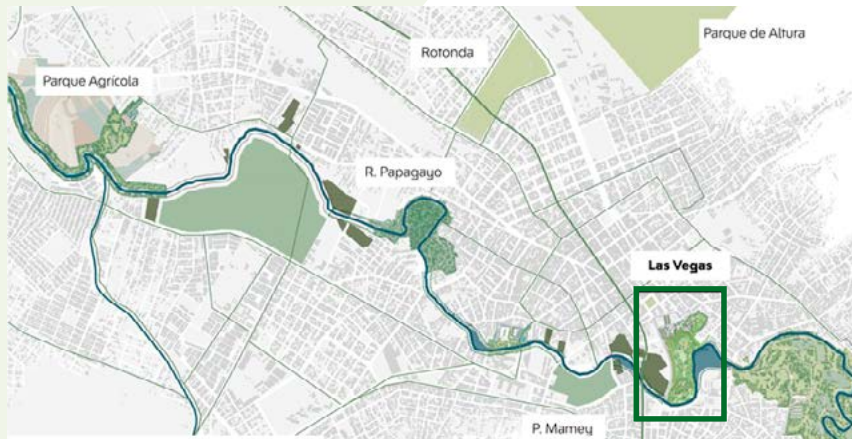 Parque de Altura
Rotonda
Parque Agrícola
R. Papagayo
Las Vegas
P. Mamey